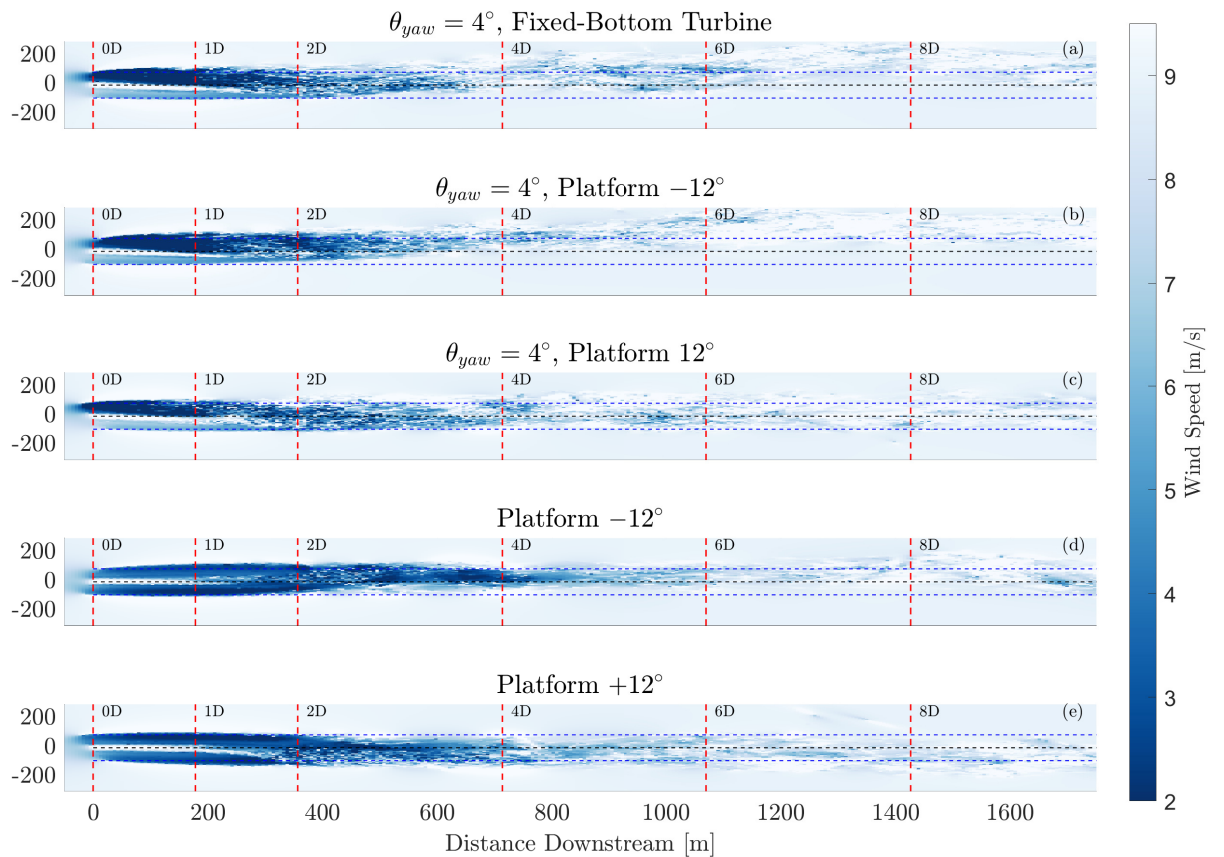 θyaw = 4°, Fixed-Bottom Turbine
200
0
-200
0D 1D 2D 4D 6D 8D (a)
θyaw = 4°, Platform −12°
200
0
-200
0D 1D 2D 4D 6D 8D (b)
θyaw = 4°, Platform 12°
200
0
-200
0D 1D 2D 4D 6D 8D (c)
Platform −12°
200
0
-200
0D 1D 2D 4D 6D 8D (d)
Platform +12°
200
0
-200
0D 1D 2D 4D 6D 8D (e)
0 200 400 600 800 1000 1200 1400 1600
Distance Downstream [m]
9
8
7
6
5
4
3
2
Wind Speed [m/s]